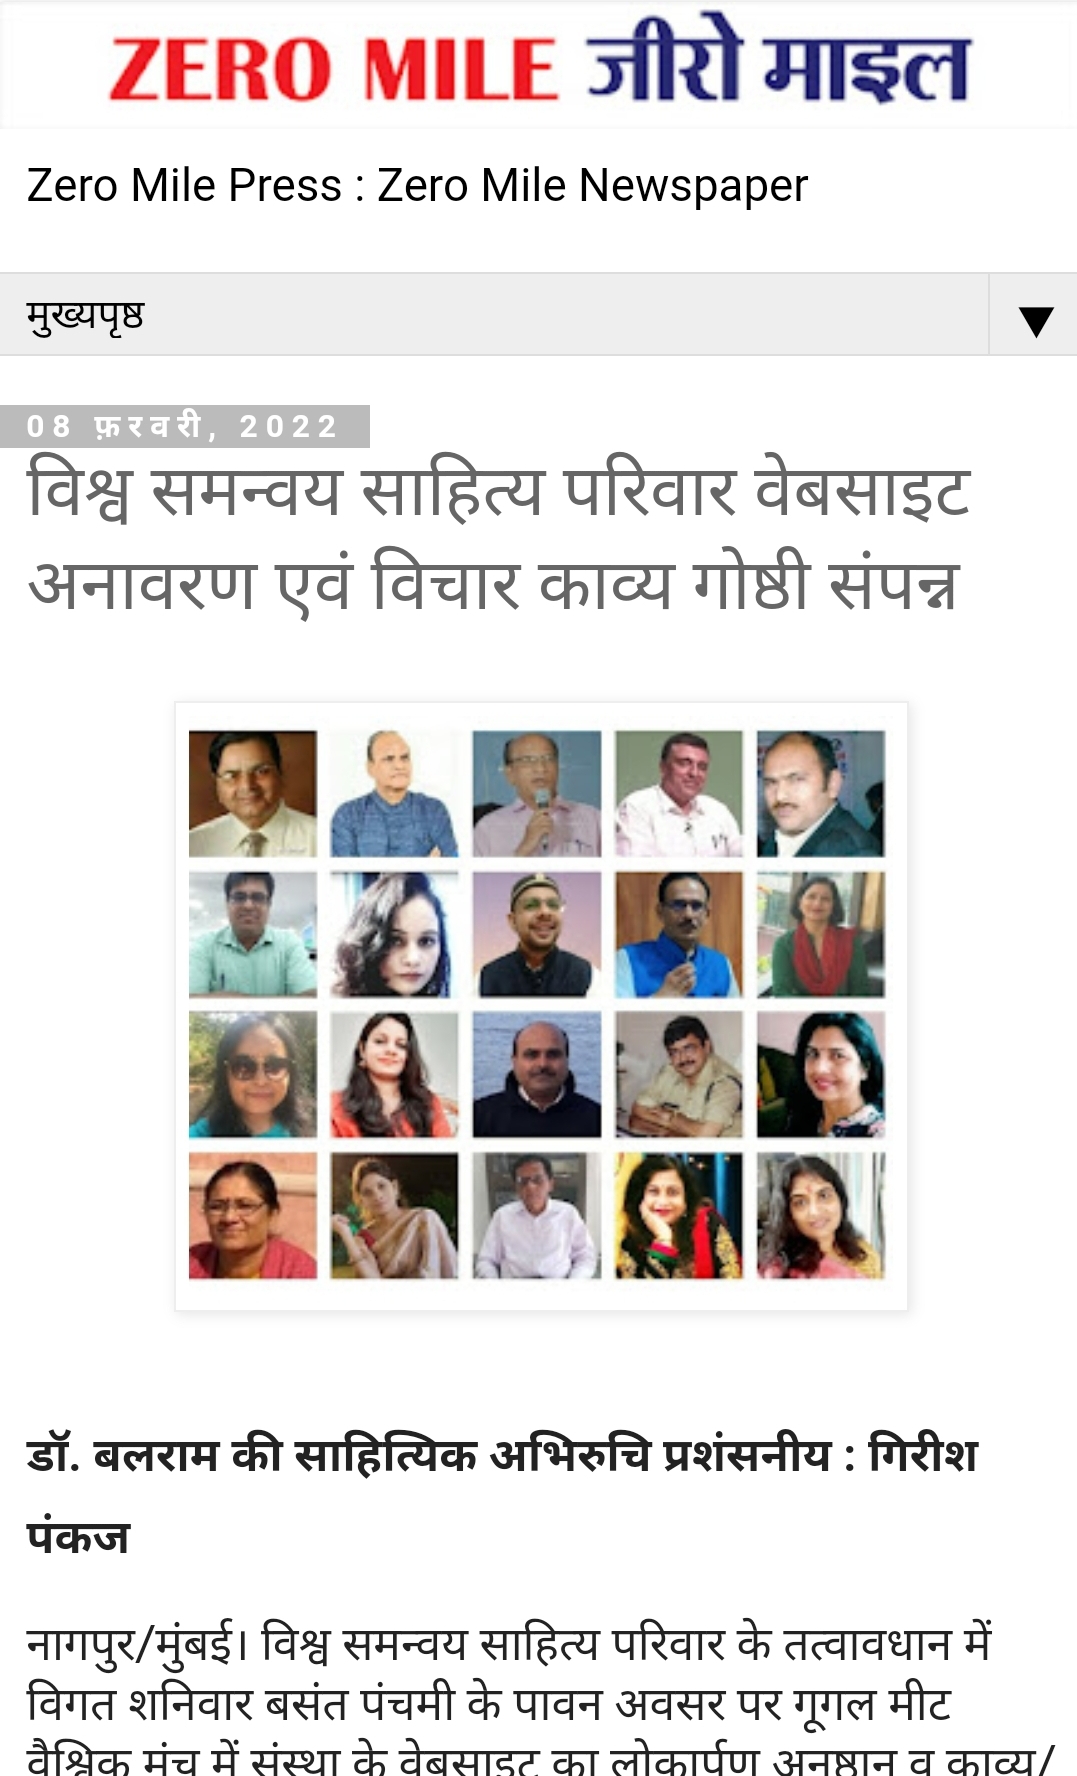 ZERO MILE जीरो माइल
Zero Mile Press : Zero Mile Newspaper
मुख्यपृष्ठ
08 फ़रवरी, 2022
विश्व समन्वय साहित्य परिवार वेबसाइट
अनावरण एवं विचार काव्य गोष्ठी संपन्न
डॉ. बलराम की साहित्यिक अभिरुचि प्रशंसनीय : गिरीश
पंकज
नागपुर/मुंबई। विश्व समन्वय साहित्य परिवार के तत्वावधान में
विगत शनिवार बसंत पंचमी के पावन अवसर पर गूगल मीट
वैश्विक मंच में संस्था के वेबसाइट का लोकार्पण अनुष्ठान व काव्य/